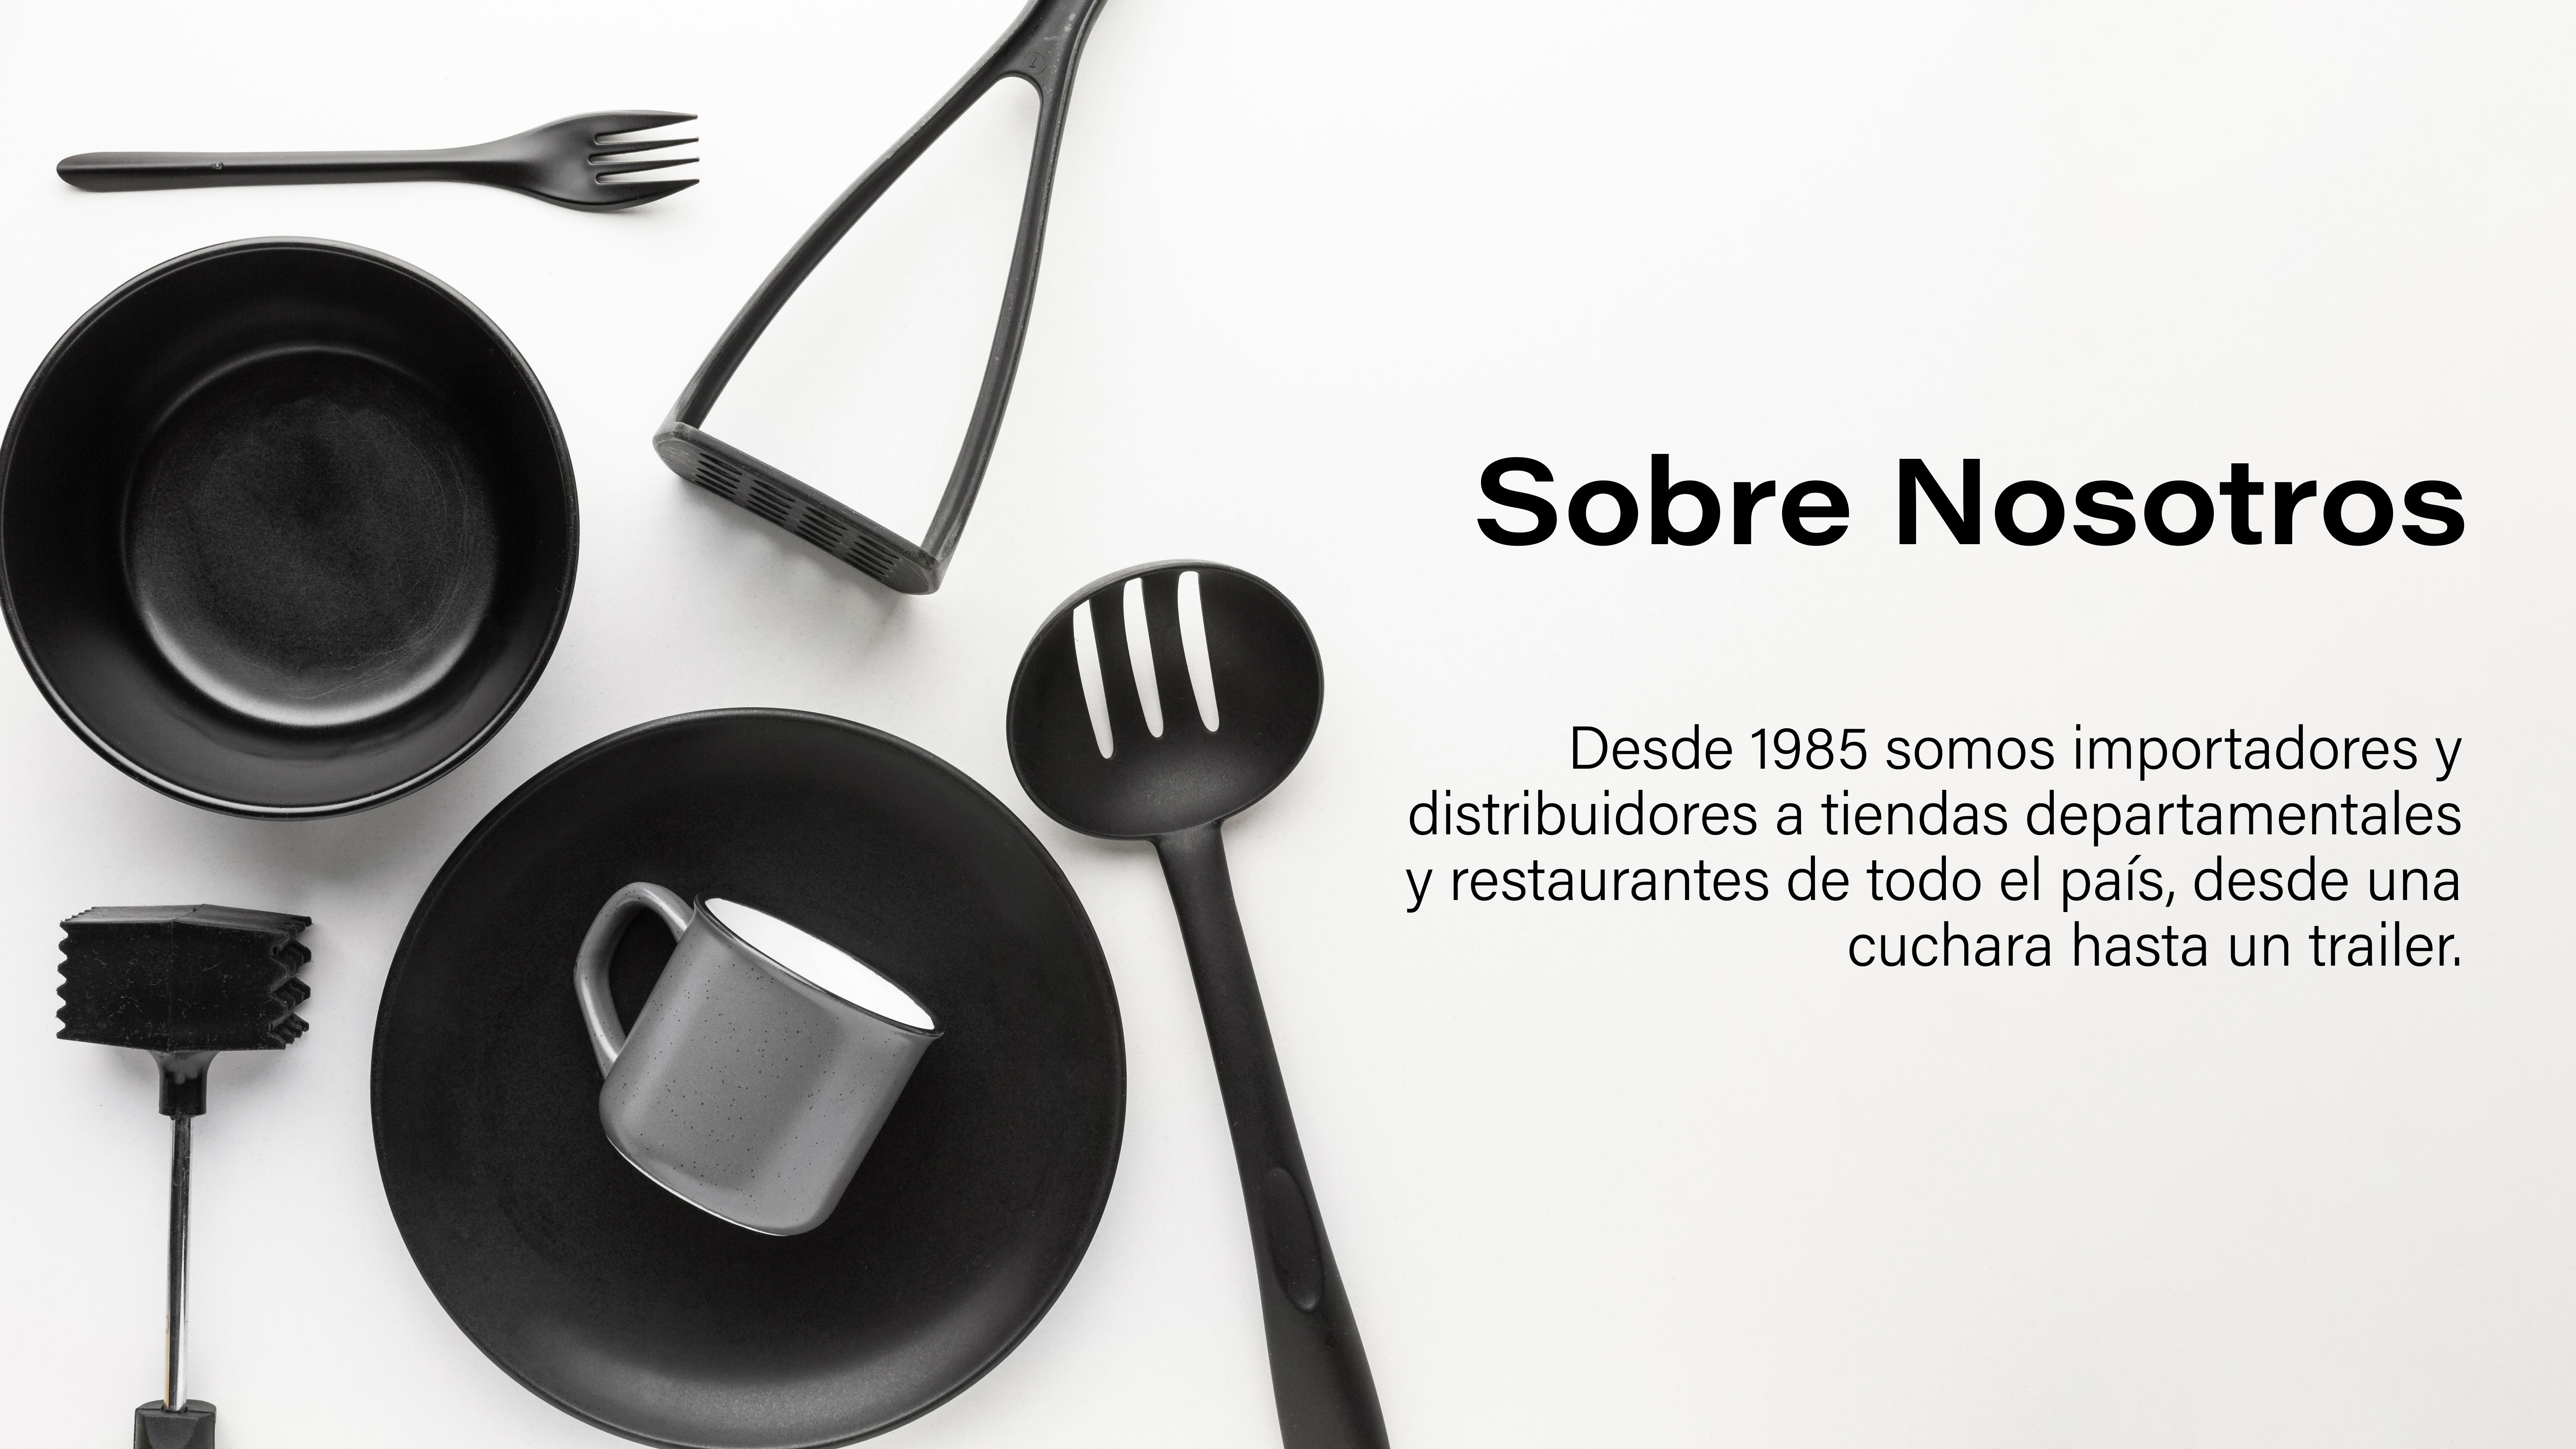 Sobre Nosotros
Desde 1985 somos importadores y
distribuidores a tiendas departamentales
y restaurantes de todo el país, desde una
cuchara hasta un trailer.